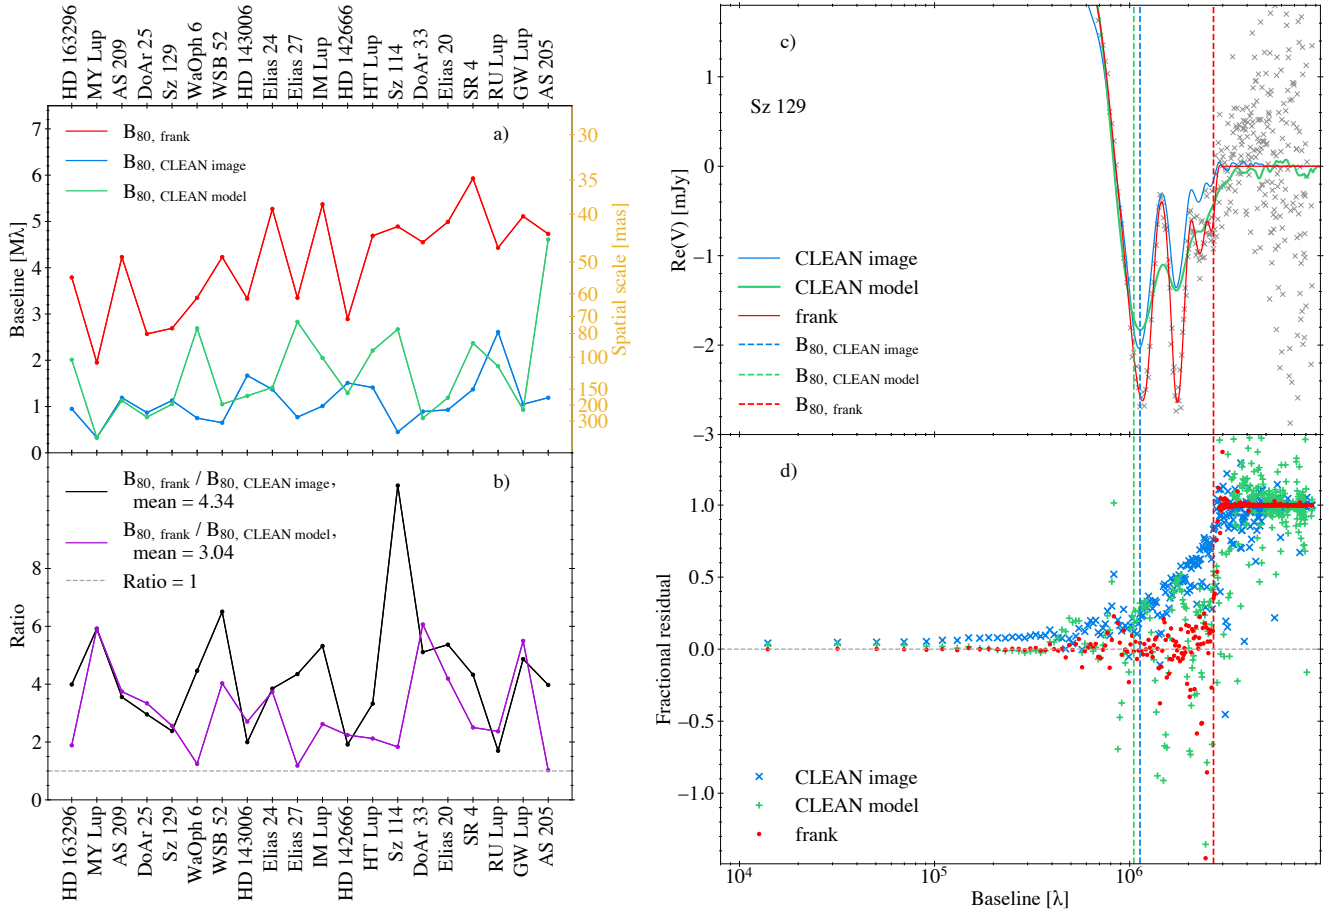 HD 163296
MY Lup
AS 209
DoAr 25
Sz 129
WaOph 6
WSB 52
HD 143006
Elias 24
Elias 27
IM Lup
HD 142666
HT Lup
Sz 114
DoAr 33
Elias 20
SR 4
RU Lup
GW Lup
AS 205
a)
B80, frank
B80, CLEAN image
B80, CLEAN model
Baseline [Mλ]
7
6
5
4
3
2
1
0
Spatial scale [mas]
30
35
40
50
60
70
80
100
150
200
300
b)
B80, frank / B80, CLEAN image,
mean = 4.34
B80, frank / B80, CLEAN model,
mean = 3.04
Ratio = 1
Ratio
8
6
4
2
0
HD 163296
MY Lup
AS 209
DoAr 25
Sz 129
WaOph 6
WSB 52
HD 143006
Elias 24
Elias 27
IM Lup
HD 142666
HT Lup
Sz 114
DoAr 33
Elias 20
SR 4
RU Lup
GW Lup
AS 205
c)
Sz 129
Re(V) [mJy]
1
0
−1
−2
−3
CLEAN image
CLEAN model
frank
B80, CLEAN image
B80, CLEAN model
B80, frank
d)
Fractional residual
1.0
0.5
0.0
−0.5
−1.0
CLEAN image
CLEAN model
frank
10⁴
10⁵
10⁶
Baseline [λ]